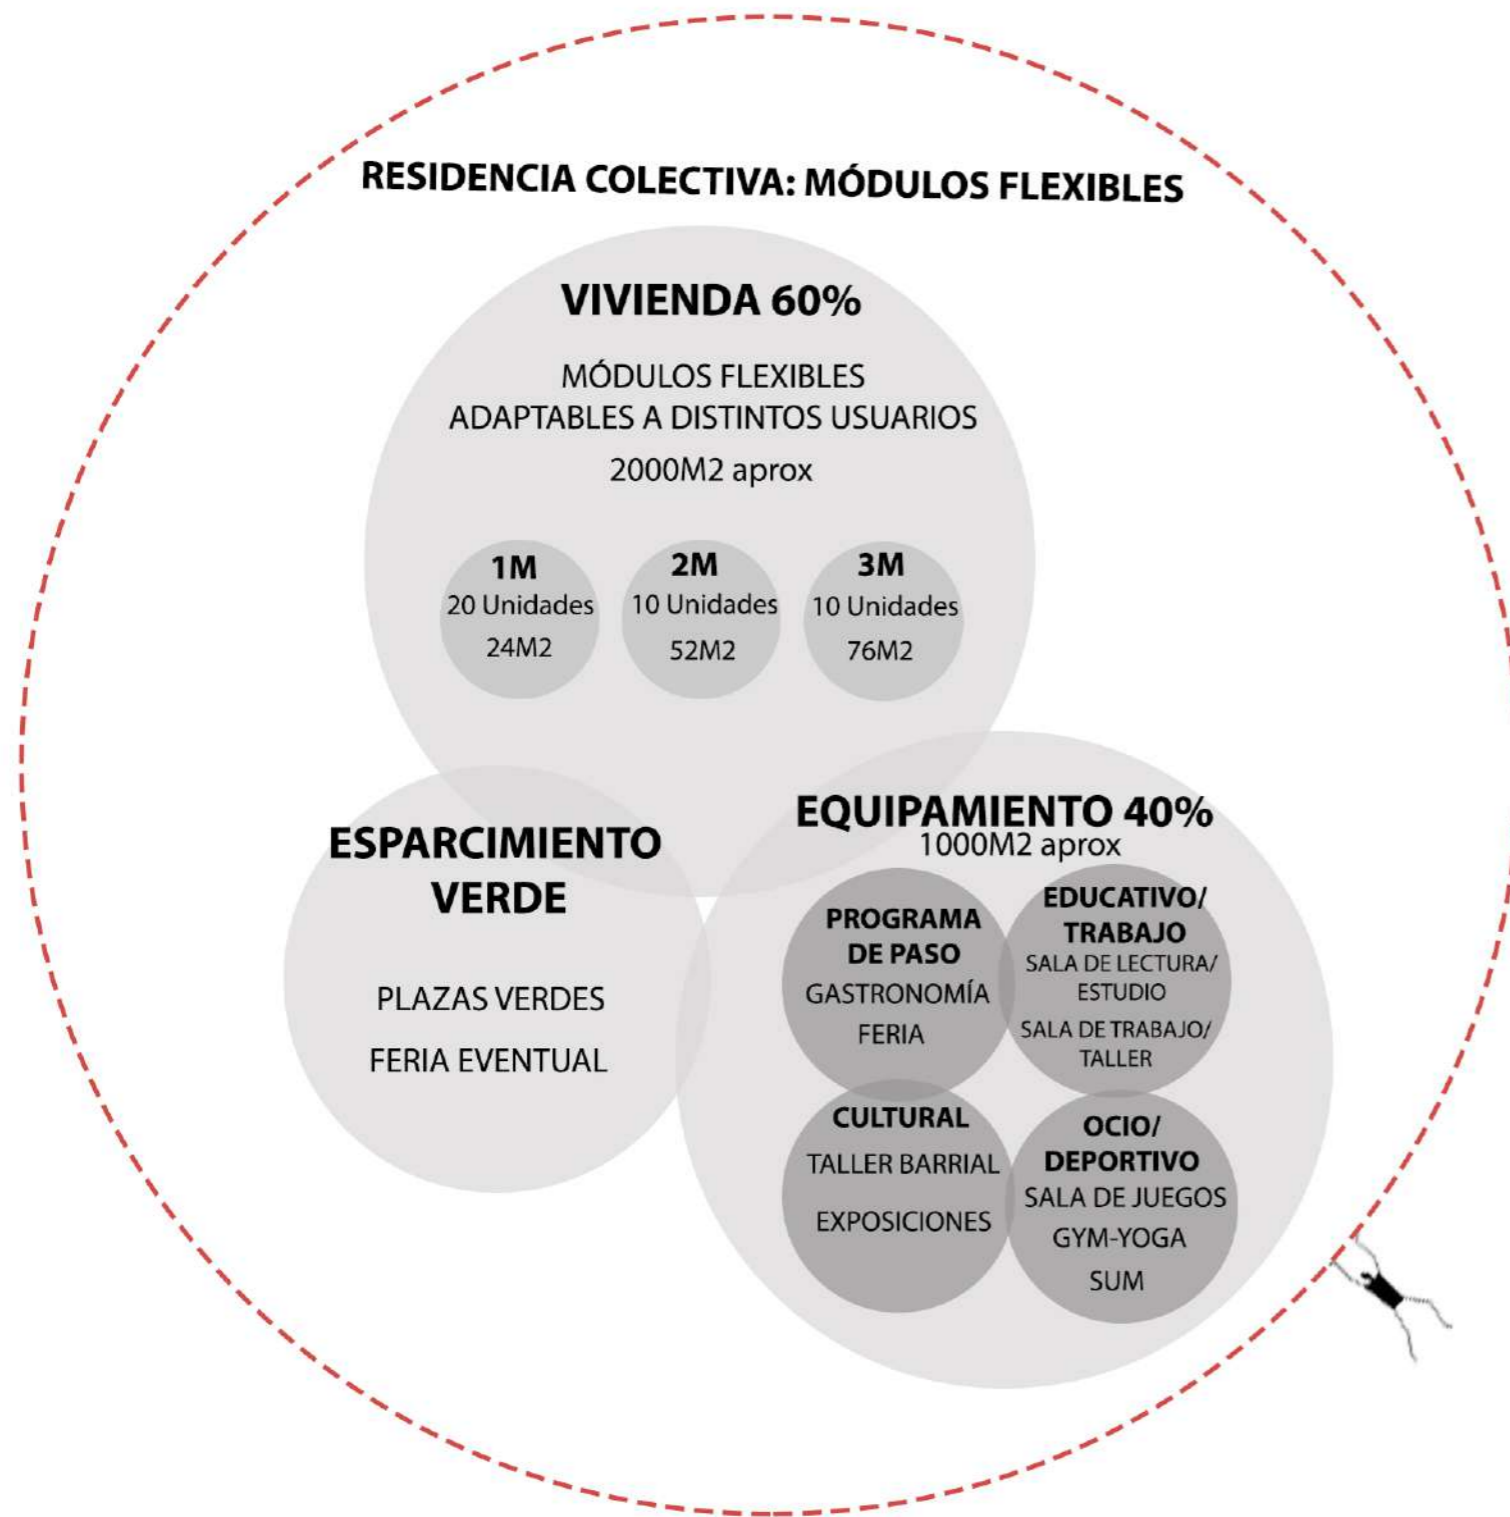 RESIDENCIA COLECTIVA: MÓDULOS FLEXIBLES
VIVIENDA 60%
MÓDULOS FLEXIBLES
ADAPTABLES A DISTINTOS USUARIOS
2000M2 aprox
1M
20 Unidades
24M2
2M
10 Unidades
52M2
3M
10 Unidades
76M2
ESPARCIMIENTO
VERDE
PLAZAS VERDES
FERIA EVENTUAL
EQUIPAMIENTO 40%
1000M2 aprox
PROGRAMA
DE PASO
GASTRONOMÍA
FERIA
EDUCATIVO/
TRABAJO
SALA DE LECTURA/
ESTUDIO
SALA DE TRABAJO/
TALLER
CULTURAL
TALLER BARRIAL
EXPOSICIONES
OCIO/
DEPORTIVO
SALA DE JUEGOS
GYM-YOGA
SUM